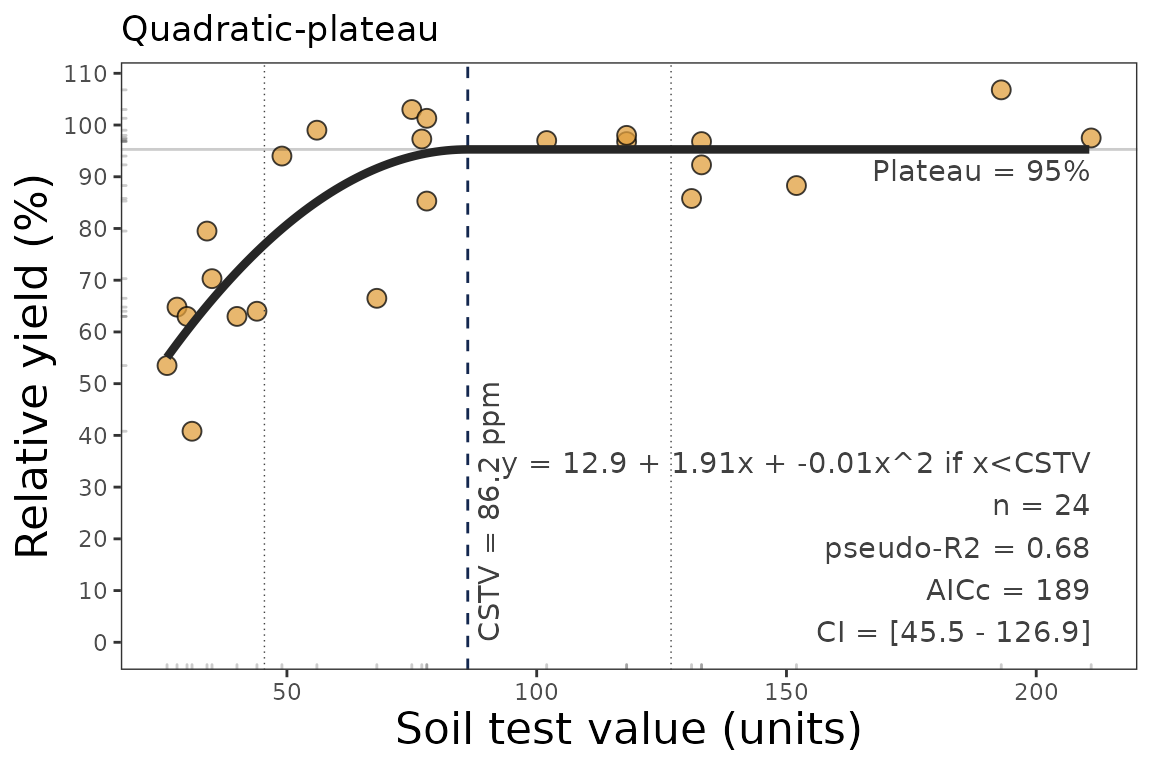 Quadratic-plateau
Relative yield (%)
110
100
90
80
70
60
50
40
30
20
10
0
Plateau = 95%
CSTV = 86.2 ppm
y = 12.9 + 1.91x + -0.01x^2 if x<CSTV
n = 24
pseudo-R2 = 0.68
AICc = 189
CI = [45.5 - 126.9]
50 100 150 200
Soil test value (units)